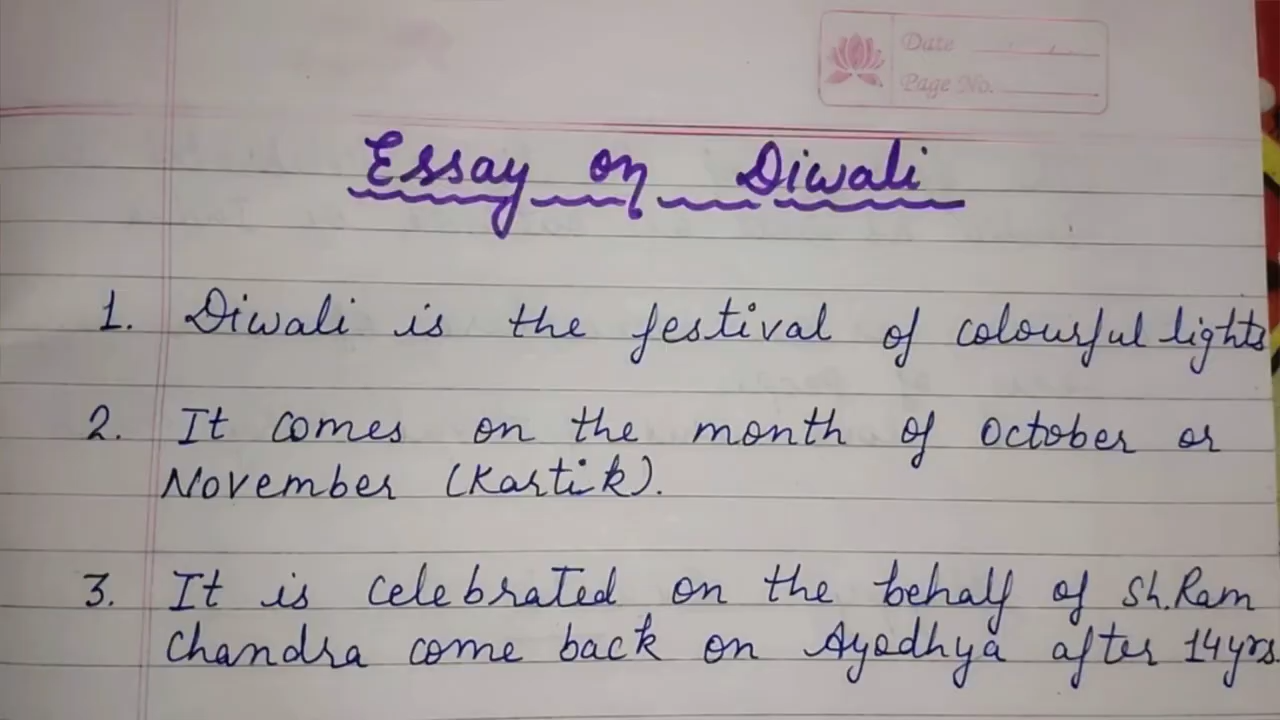 Date
Page No.
Essay on Diwali
1. Diwali is the festival of colourful lights
2. It comes on the month of October or
November (Kartik).
3. It is celebrated on the behalf of Sh. Ram
Chandra come back on Ayodhya after 14yrs.